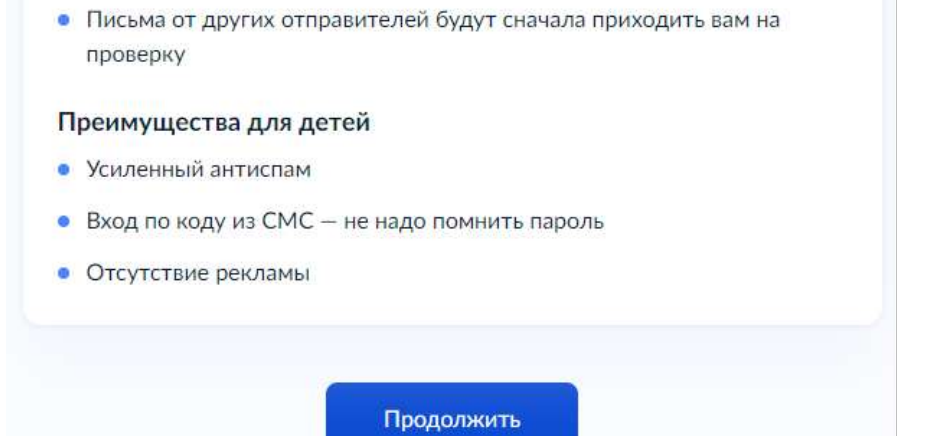 Письма от других отправителей будут сначала приходить вам на
проверку
Преимущества для детей
Усиленный антиспам
Вход по коду из СМС — не надо помнить пароль
Отсутствие рекламы
Продолжить